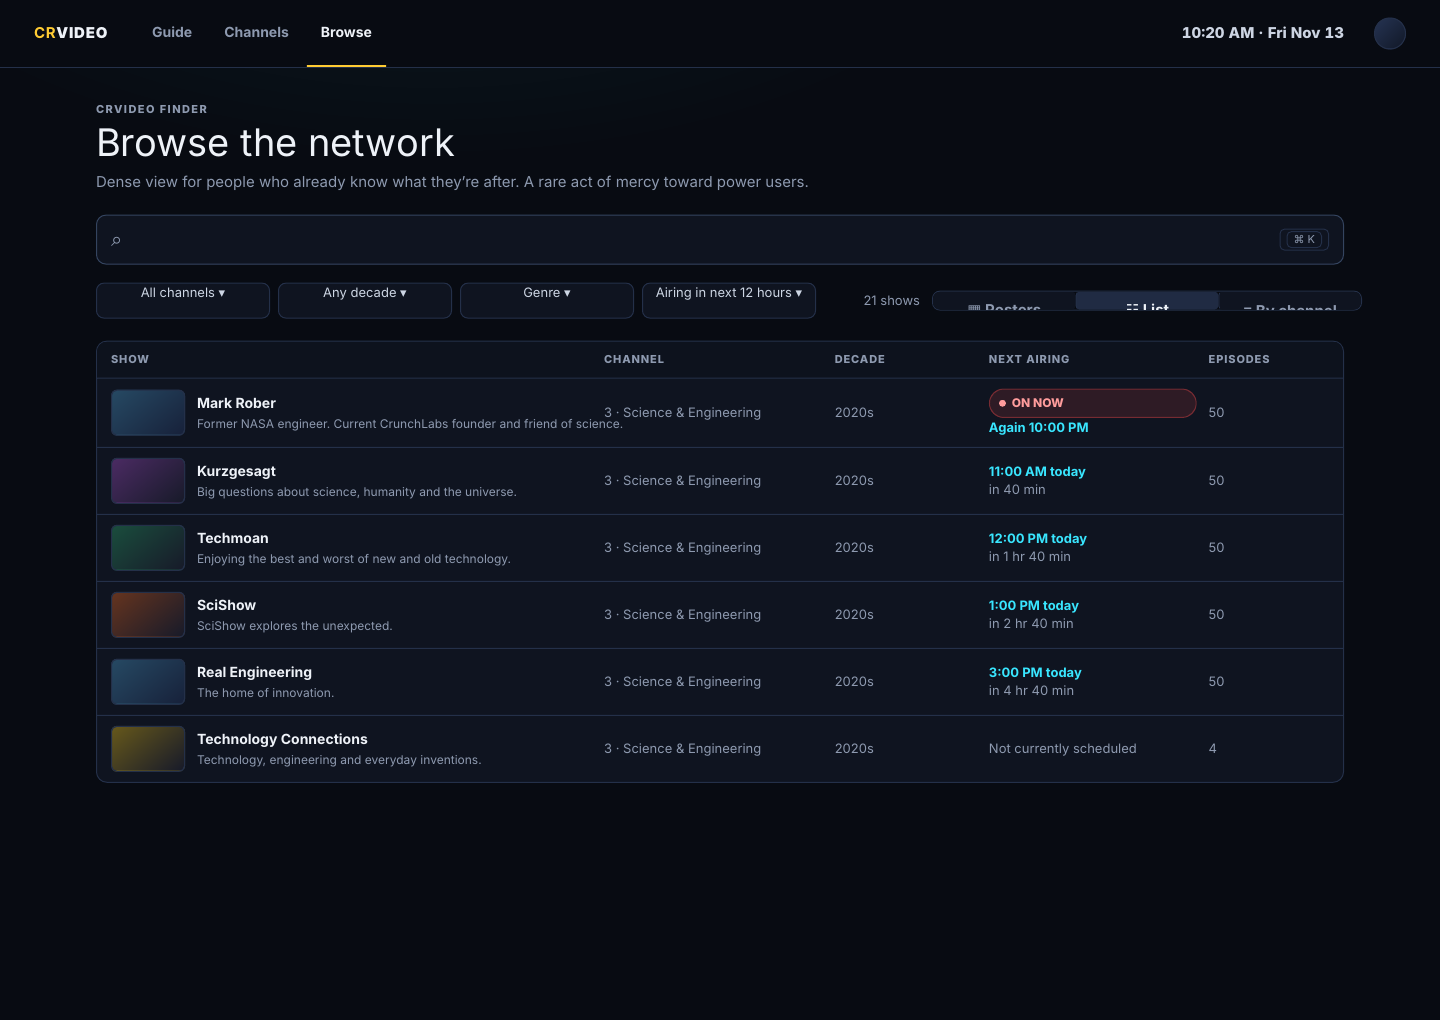 CRVIDEO
Guide
Channels
Browse
10:20 AM · Fri Nov 13
CRVIDEO FINDER
Browse the network
Dense view for people who already know what they’re after. A rare act of mercy toward power users.
⌘ K
All channels ▾
Any decade ▾
Genre ▾
Airing in next 12 hours ▾
21 shows
Posters
List
By channel
SHOW
CHANNEL
DECADE
NEXT AIRING
EPISODES
Mark Rober
Former NASA engineer. Current CrunchLabs founder and friend of science.
3 · Science & Engineering
2020s
ON NOW
Again 10:00 PM
50
Kurzgesagt
Big questions about science, humanity and the universe.
3 · Science & Engineering
2020s
11:00 AM today
in 40 min
50
Techmoan
Enjoying the best and worst of new and old technology.
3 · Science & Engineering
2020s
12:00 PM today
in 1 hr 40 min
50
SciShow
SciShow explores the unexpected.
3 · Science & Engineering
2020s
1:00 PM today
in 2 hr 40 min
50
Real Engineering
The home of innovation.
3 · Science & Engineering
2020s
3:00 PM today
in 4 hr 40 min
50
Technology Connections
Technology, engineering and everyday inventions.
3 · Science & Engineering
2020s
Not currently scheduled
4